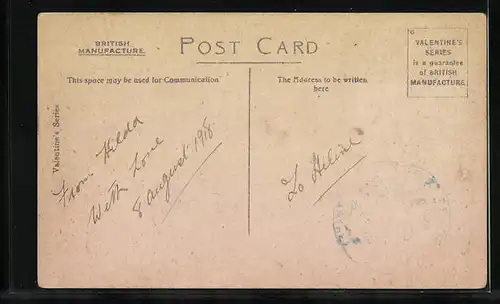 BRITISH
MANUFACTURE.
POST CARD
VALENTINE'S
SERIES
is a guarantee
of BRITISH
MANUFACTURE.
This space may be used for Communication
The Address to be written
here
Valentine's Series
From Hilda
With Love
8 August 1918
To